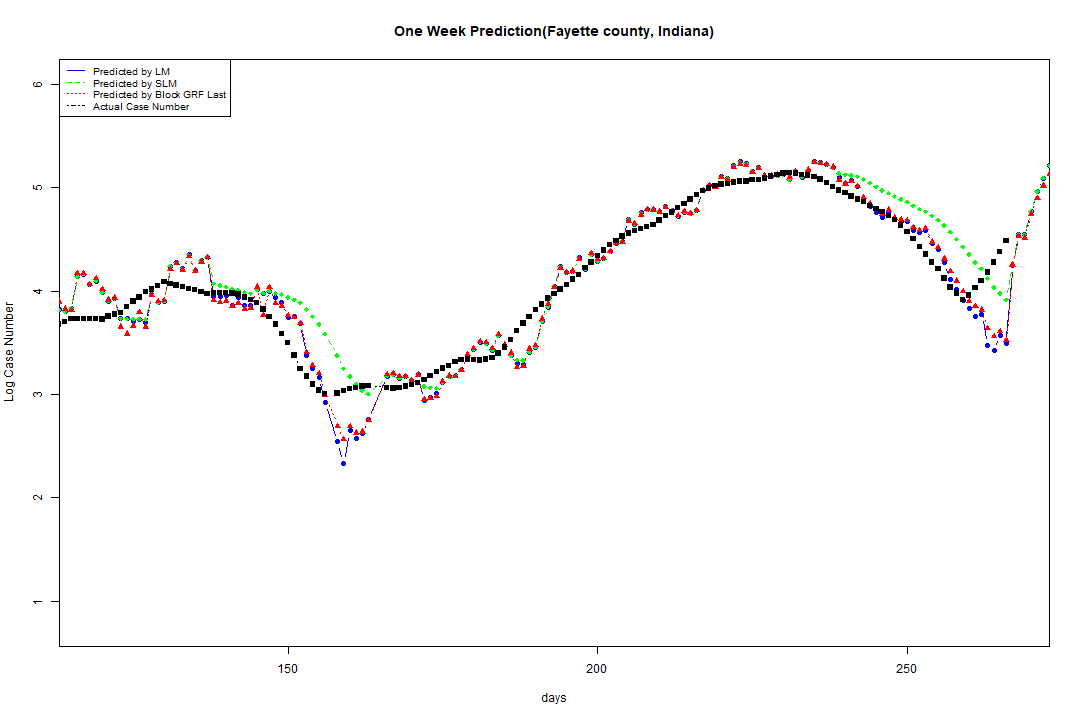 One Week Prediction(Fayette county, Indiana)
Predicted by LM
Predicted by SLM
Predicted by Block GRF Last
Actual Case Number
6
5
4
3
2
1
Log Case Number
150 200 250
days